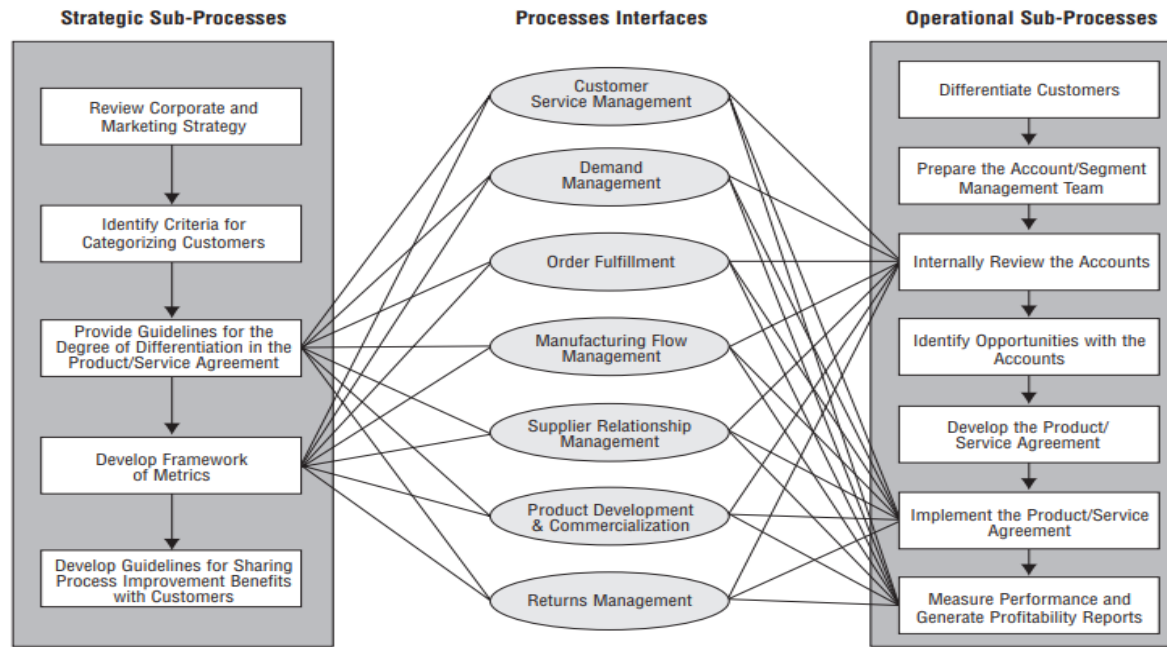 Strategic Sub-Processes
Processes Interfaces
Operational Sub-Processes
Review Corporate and
Marketing Strategy
Identify Criteria for
Categorizing Customers
Provide Guidelines for the
Degree of Differentiation in the
Product/Service Agreement
Develop Framework
of Metrics
Develop Guidelines for Sharing
Process Improvement Benefits
with Customers
Customer
Service Management
Demand
Management
Order Fulfillment
Manufacturing Flow
Management
Supplier Relationship
Management
Product Development
& Commercialization
Returns Management
Differentiate Customers
Prepare the Account/Segment
Management Team
Internally Review the Accounts
Identify Opportunities with the
Accounts
Develop the Product/
Service Agreement
Implement the Product/Service
Agreement
Measure Performance and
Generate Profitability Reports